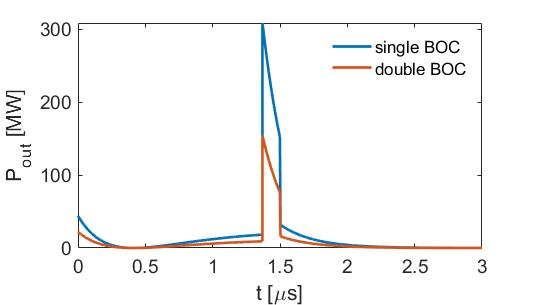 300
200
100
0
P_out [MW]
single BOC
double BOC
0 0.5 1 1.5 2 2.5 3
t [μs]